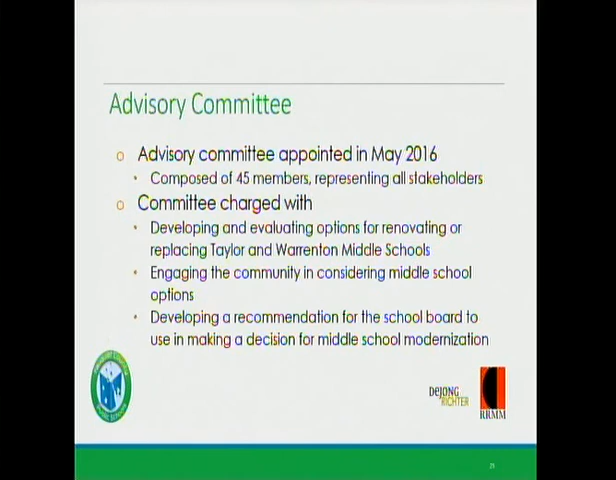 Advisory Committee
o Advisory committee appointed in May 2016
• Composed of 45 members, representing all stakeholders
o Committee charged with
• Developing and evaluating options for renovating or
replacing Taylor and Warrenton Middle Schools
• Engaging the community in considering middle school
options
• Developing a recommendation for the school board to
use in making a decision for middle school modernization
DEJONG
RICHTER
RRMM